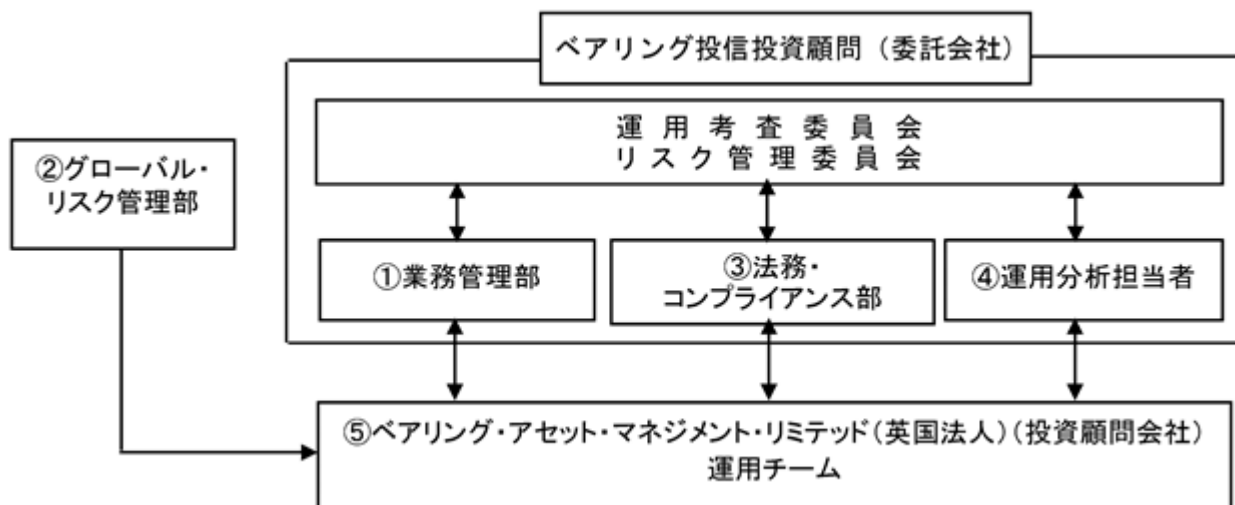 ベアリング投信投資顧問（委託会社）
運用考査委員会
リスク管理委員会
②グローバル・
リスク管理部
①業務管理部
③法務・
コンプライアンス部
④運用分析担当者
⑤ベアリング・アセット・マネジメント・リミテッド（英国法人）（投資顧問会社）
運用チーム